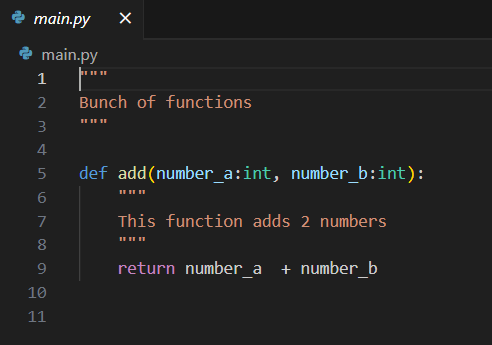 main.py ×
main.py
1 """
2 Bunch of functions
3 """
4
5 def add(number_a:int, number_b:int):
6     """
7     This function adds 2 numbers
8     """
9     return number_a  + number_b
10
11